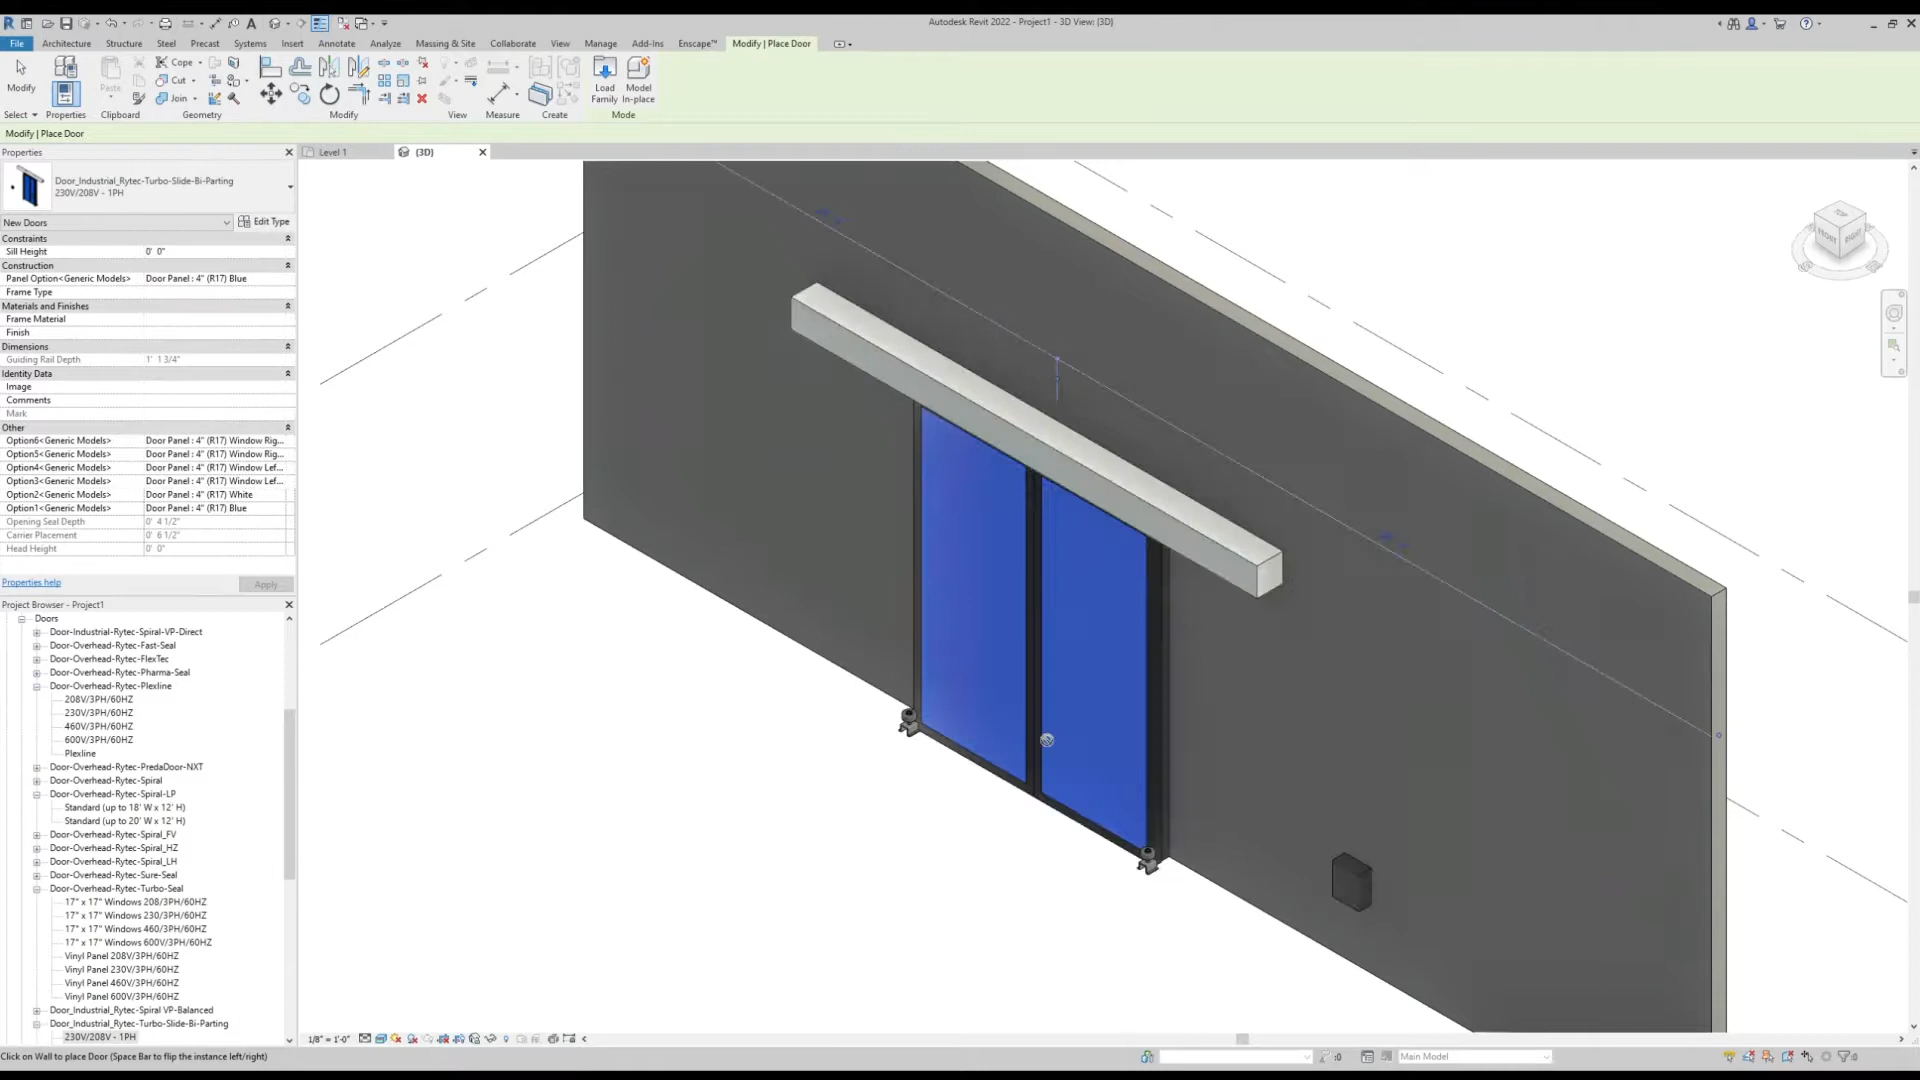 Autodesk Revit 2022 - Project1 - 3D View: {3D}
File Architecture Structure Steel Precast Systems Insert Annotate Analyze Massing & Site Collaborate View Manage Add-Ins Enscape™ Modify | Place Door
Modify Paste Cope Cut Join Load Family Model In-place
Select Properties Clipboard Geometry Modify View Measure Create Mode
Modify | Place Door
Properties
Level 1
{3D}
Door_Industrial_Rytec-Turbo-Slide-Bi-Parting
230V/208V - 1PH
New Doors Edit Type
Constraints
Sill Height 0' 0"
Construction
Panel Option<Generic Models> Door Panel : 4" (R17) Blue
Frame Type
Materials and Finishes
Frame Material
Finish
Dimensions
Guiding Rail Depth 1' 1 3/4"
Identity Data
Image
Comments
Mark
Other
Option6<Generic Models> Door Panel : 4" (R17) Window Rig...
Option5<Generic Models> Door Panel : 4" (R17) Window Rig...
Option4<Generic Models> Door Panel : 4" (R17) Window Lef...
Option3<Generic Models> Door Panel : 4" (R17) Window Lef...
Option2<Generic Models> Door Panel : 4" (R17) White
Option1<Generic Models> Door Panel : 4" (R17) Blue
Opening Seal Depth 0' 4 1/2"
Carrier Placement 0' 6 1/2"
Head Height 0' 0"
Properties help Apply
Project Browser - Project1
Doors
Door-Industrial-Rytec-Spiral-VP-Direct
Door-Overhead-Rytec-Fast-Seal
Door-Overhead-Rytec-FlexTec
Door-Overhead-Rytec-Pharma-Seal
Door-Overhead-Rytec-Plexline
208V/3PH/60HZ
230V/3PH/60HZ
460V/3PH/60HZ
600V/3PH/60HZ
Plexline
Door-Overhead-Rytec-PredaDoor-NXT
Door-Overhead-Rytec-Spiral
Door-Overhead-Rytec-Spiral-LP
Standard (up to 18' W x 12' H)
Standard (up to 20' W x 12' H)
Door-Overhead-Rytec-Spiral_FV
Door-Overhead-Rytec-Spiral_HZ
Door-Overhead-Rytec-Spiral_LH
Door-Overhead-Rytec-Sure-Seal
Door-Overhead-Rytec-Turbo-Seal
17" x 17" Windows 208/3PH/60HZ
17" x 17" Windows 230/3PH/60HZ
17" x 17" Windows 460/3PH/60HZ
17" x 17" Windows 600V/3PH/60HZ
Vinyl Panel 208V/3PH/60HZ
Vinyl Panel 230V/3PH/60HZ
Vinyl Panel 460V/3PH/60HZ
Vinyl Panel 600V/3PH/60HZ
Door_Industrial_Rytec-Spiral VP-Balanced
Door_Industrial_Rytec-Turbo-Slide-Bi-Parting
230V/208V - 1PH
TOP
FRONT
RIGHT
1/8" = 1'-0"
Click on Wall to place Door (Space Bar to flip the instance left/right)
:0
Main Model
:0